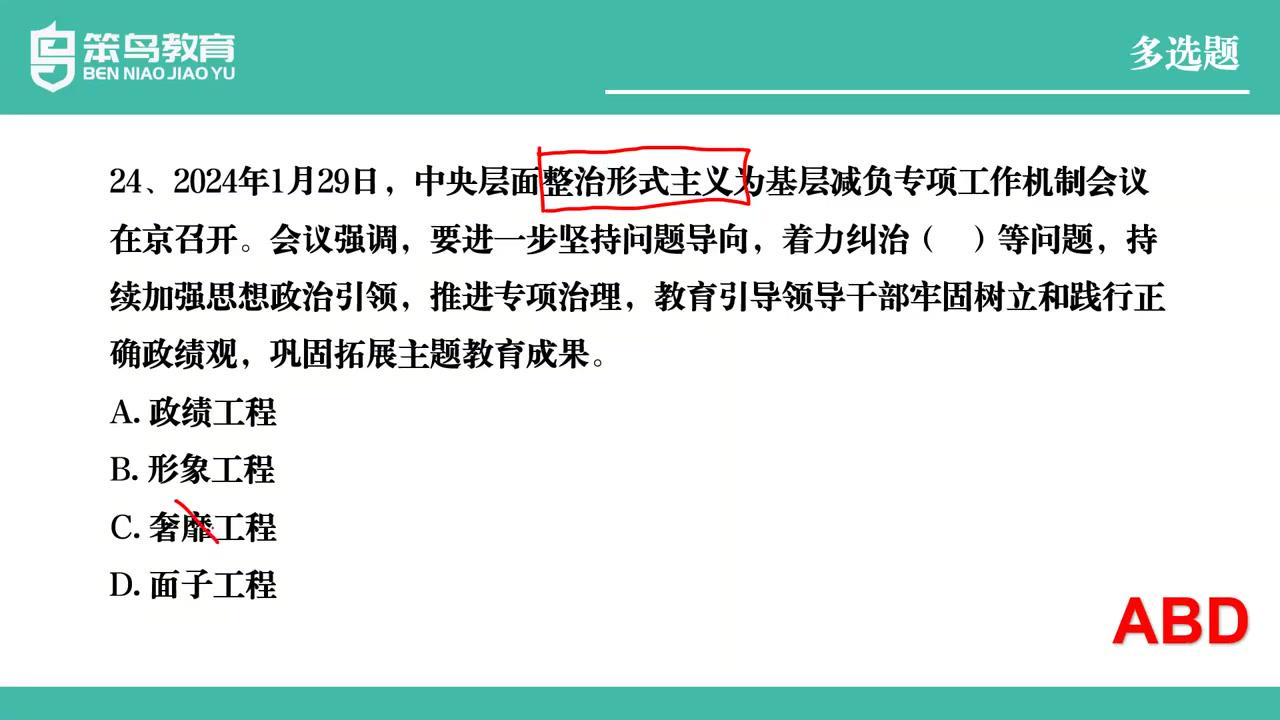 笨鸟教育
BEN NIAO JIAO YU
多选题
24、2024年1月29日，中央层面整治形式主义为基层减负专项工作机制会议
在京召开。会议强调，要进一步坚持问题导向，着力纠治（ ）等问题，持
续加强思想政治引领，推进专项治理，教育引导领导干部牢固树立和践行正
确政绩观，巩固拓展主题教育成果。
A. 政绩工程
B. 形象工程
C. 奢靡工程
D. 面子工程
ABD